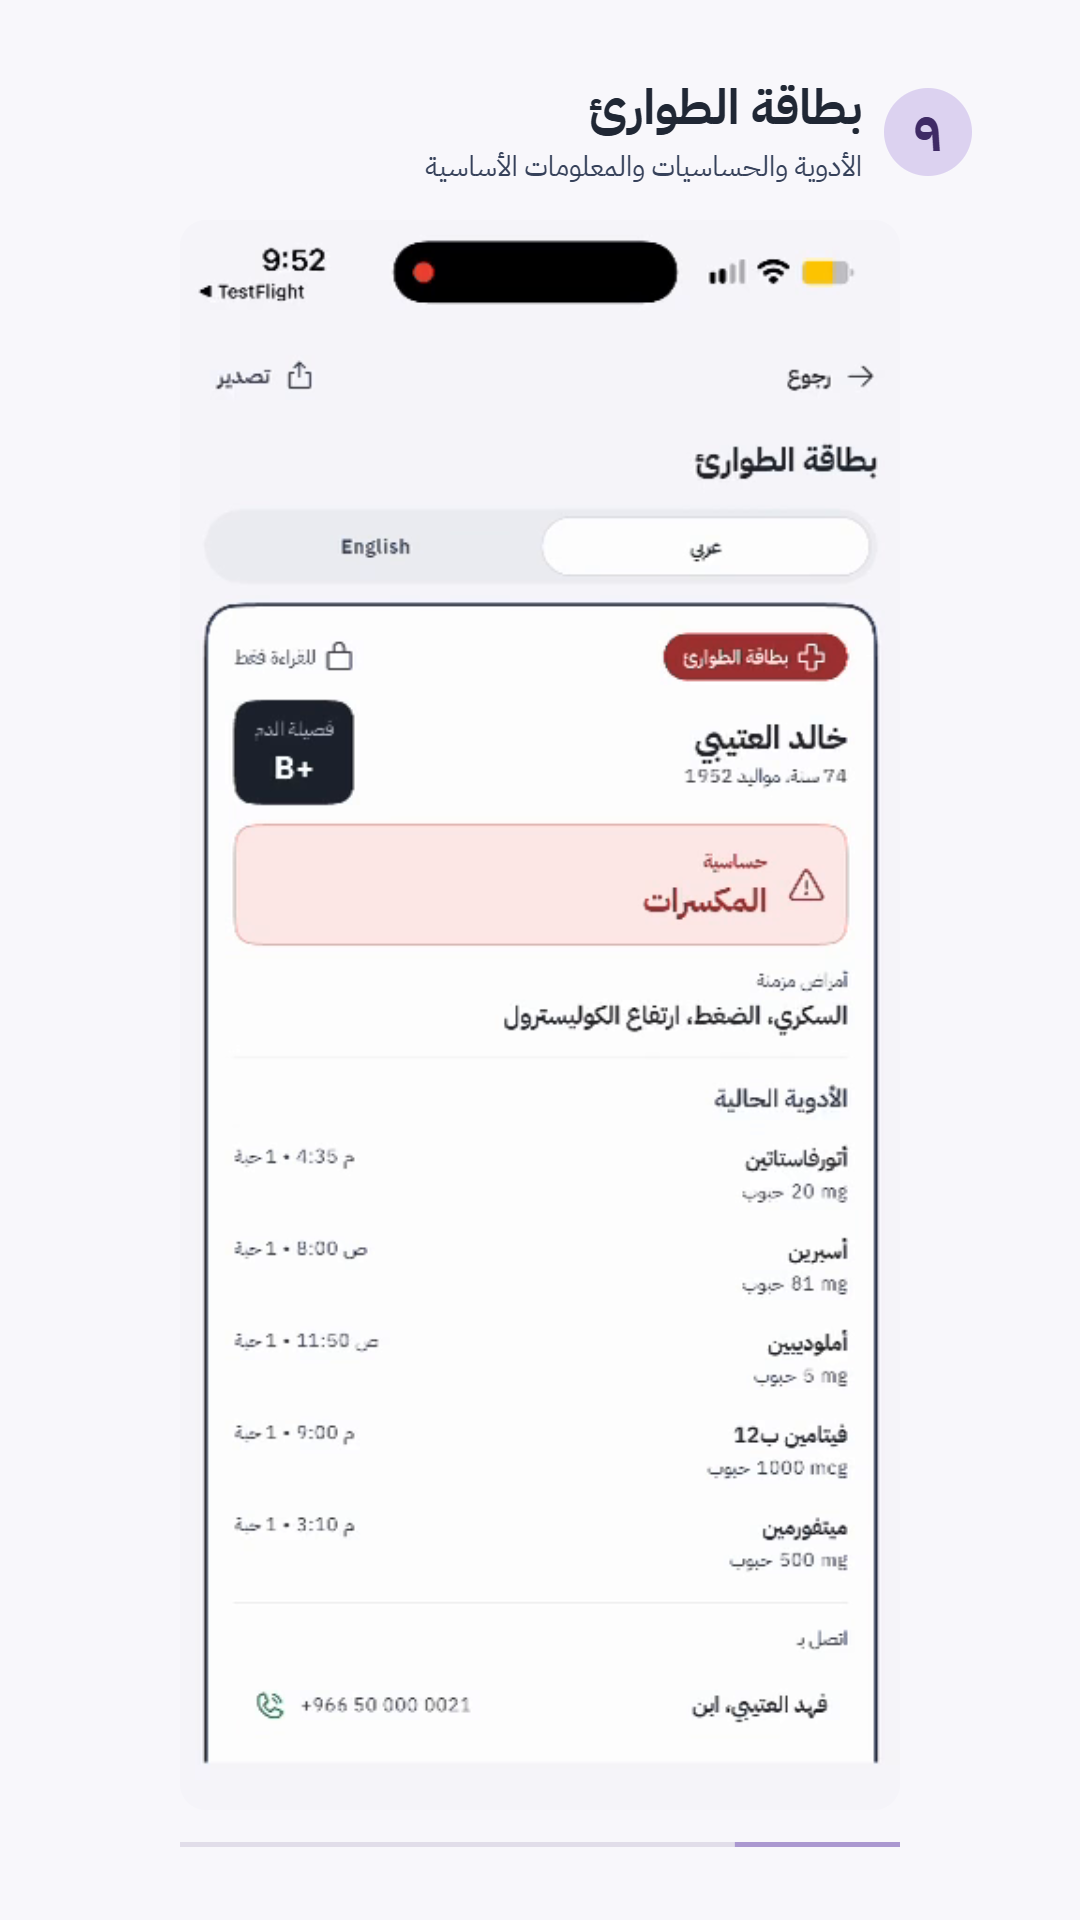 ٩
بطاقة الطوارئ
الأدوية والحساسيات والمعلومات الأساسية
9:52
◀ TestFlight
رجوع
تصدير
بطاقة الطوارئ
عربي
English
بطاقة الطوارئ
للقراءة فقط
خالد العتيبي
74 سنة، مواليد 1952
فصيلة الدم
B+
حساسية
المكسرات
أمراض مزمنة
السكري، الضغط، ارتفاع الكوليسترول
الأدوية الحالية
أتورفاستاتين
20 mg حبوب
م 4:35 • 1 حبة
أسبرين
81 mg حبوب
ص 8:00 • 1 حبة
أملوديبين
5 mg حبوب
ص 11:50 • 1 حبة
فيتامين ب12
1000 mcg حبوب
م 9:00 • 1 حبة
ميتفورمين
500 mg حبوب
م 3:10 • 1 حبة
اتصل بـ
فهد العتيبي، ابن
+966 50 000 0021